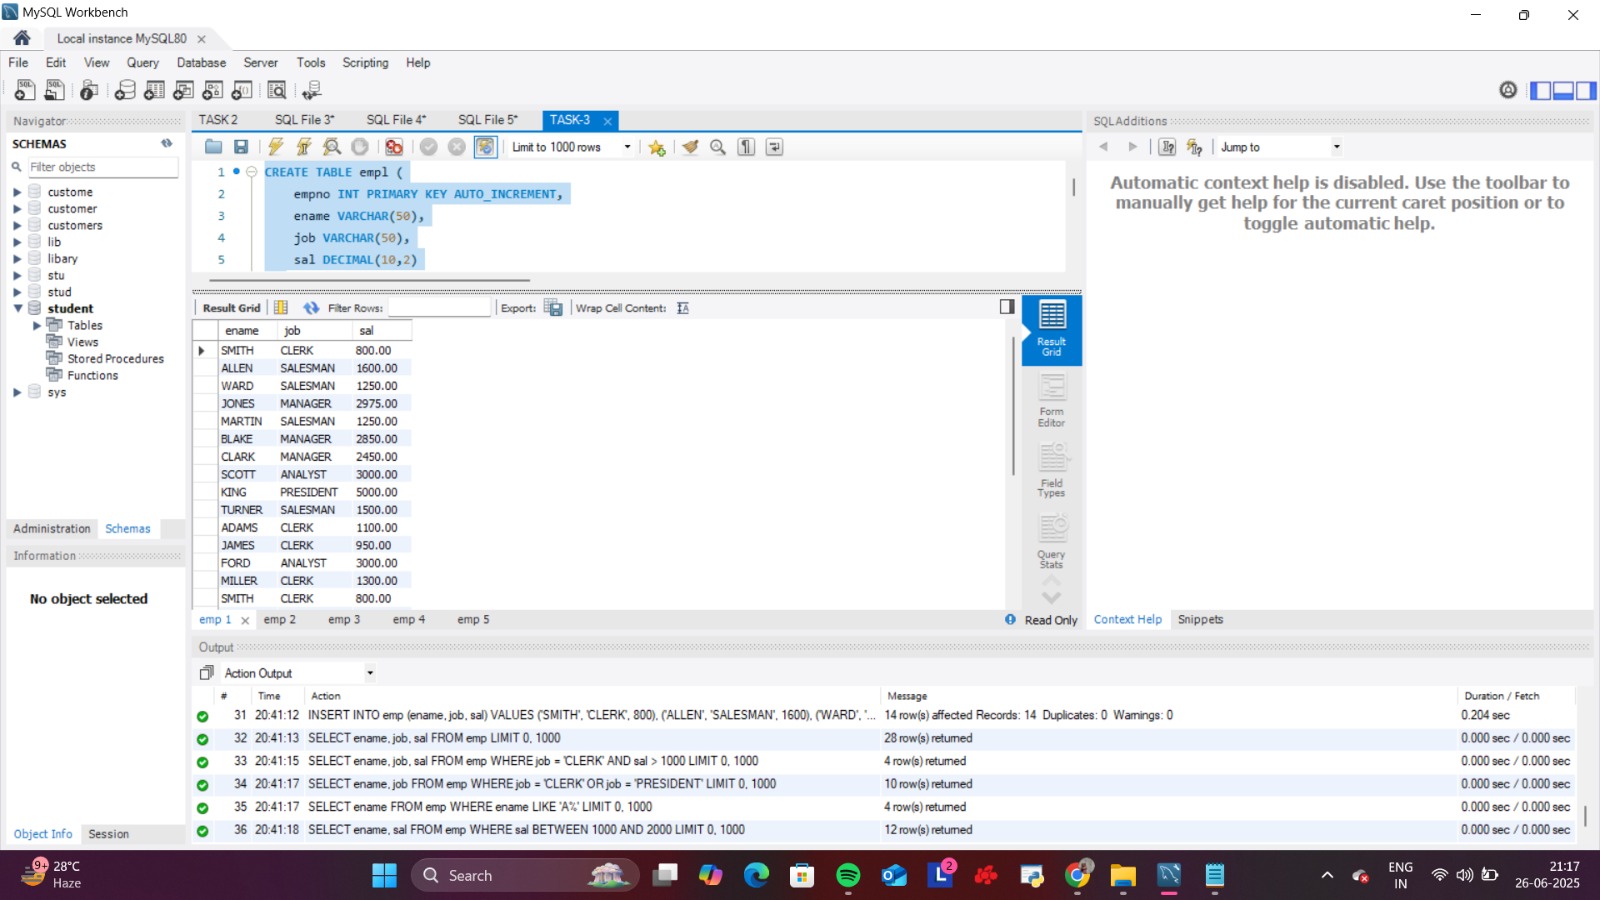 MySQL Workbench
Local instance MySQL80
File Edit View Query Database Server Tools Scripting Help
Navigator
SCHEMAS
Filter objects
custome
customer
customers
lib
libary
stu
stud
student
Tables
Views
Stored Procedures
Functions
sys
Administration Schemas
Information
No object selected
Object Info Session
TASK 2 SQL File 3* SQL File 4* SQL File 5* TASK-3
Limit to 1000 rows
1 CREATE TABLE empl (
2 empno INT PRIMARY KEY AUTO_INCREMENT,
3 ename VARCHAR(50),
4 job VARCHAR(50),
5 sal DECIMAL(10,2)
Result Grid Filter Rows: Export: Wrap Cell Content:
ename job sal
SMITH CLERK 800.00
ALLEN SALESMAN 1600.00
WARD SALESMAN 1250.00
JONES MANAGER 2975.00
MARTIN SALESMAN 1250.00
BLAKE MANAGER 2850.00
CLARK MANAGER 2450.00
SCOTT ANALYST 3000.00
KING PRESIDENT 5000.00
TURNER SALESMAN 1500.00
ADAMS CLERK 1100.00
JAMES CLERK 950.00
FORD ANALYST 3000.00
MILLER CLERK 1300.00
SMITH CLERK 800.00
Result
Grid
Form
Editor
Field
Types
Query
Stats
emp 1 emp 2 emp 3 emp 4 emp 5 Read Only
SQLAdditions
Jump to
Automatic context help is disabled. Use the toolbar to
manually get help for the current caret position or to
toggle automatic help.
Context Help Snippets
Output
Action Output
# Time Action Message Duration / Fetch
31 20:41:12 INSERT INTO emp (ename, job, sal) VALUES ('SMITH', 'CLERK', 800), ('ALLEN', 'SALESMAN', 1600), ('WARD', '... 14 row(s) affected Records: 14 Duplicates: 0 Warnings: 0 0.204 sec
32 20:41:13 SELECT ename, job, sal FROM emp LIMIT 0, 1000 28 row(s) returned 0.000 sec / 0.000 sec
33 20:41:15 SELECT ename, job, sal FROM emp WHERE job = 'CLERK' AND sal > 1000 LIMIT 0, 1000 4 row(s) returned 0.000 sec / 0.000 sec
34 20:41:17 SELECT ename, job FROM emp WHERE job = 'CLERK' OR job = 'PRESIDENT' LIMIT 0, 1000 10 row(s) returned 0.000 sec / 0.000 sec
35 20:41:17 SELECT ename FROM emp WHERE ename LIKE 'A%' LIMIT 0, 1000 4 row(s) returned 0.000 sec / 0.000 sec
36 20:41:18 SELECT ename, sal FROM emp WHERE sal BETWEEN 1000 AND 2000 LIMIT 0, 1000 12 row(s) returned 0.000 sec / 0.000 sec
9+
28°C
Haze
Search
L 2
ENG
IN
21:17
26-06-2025